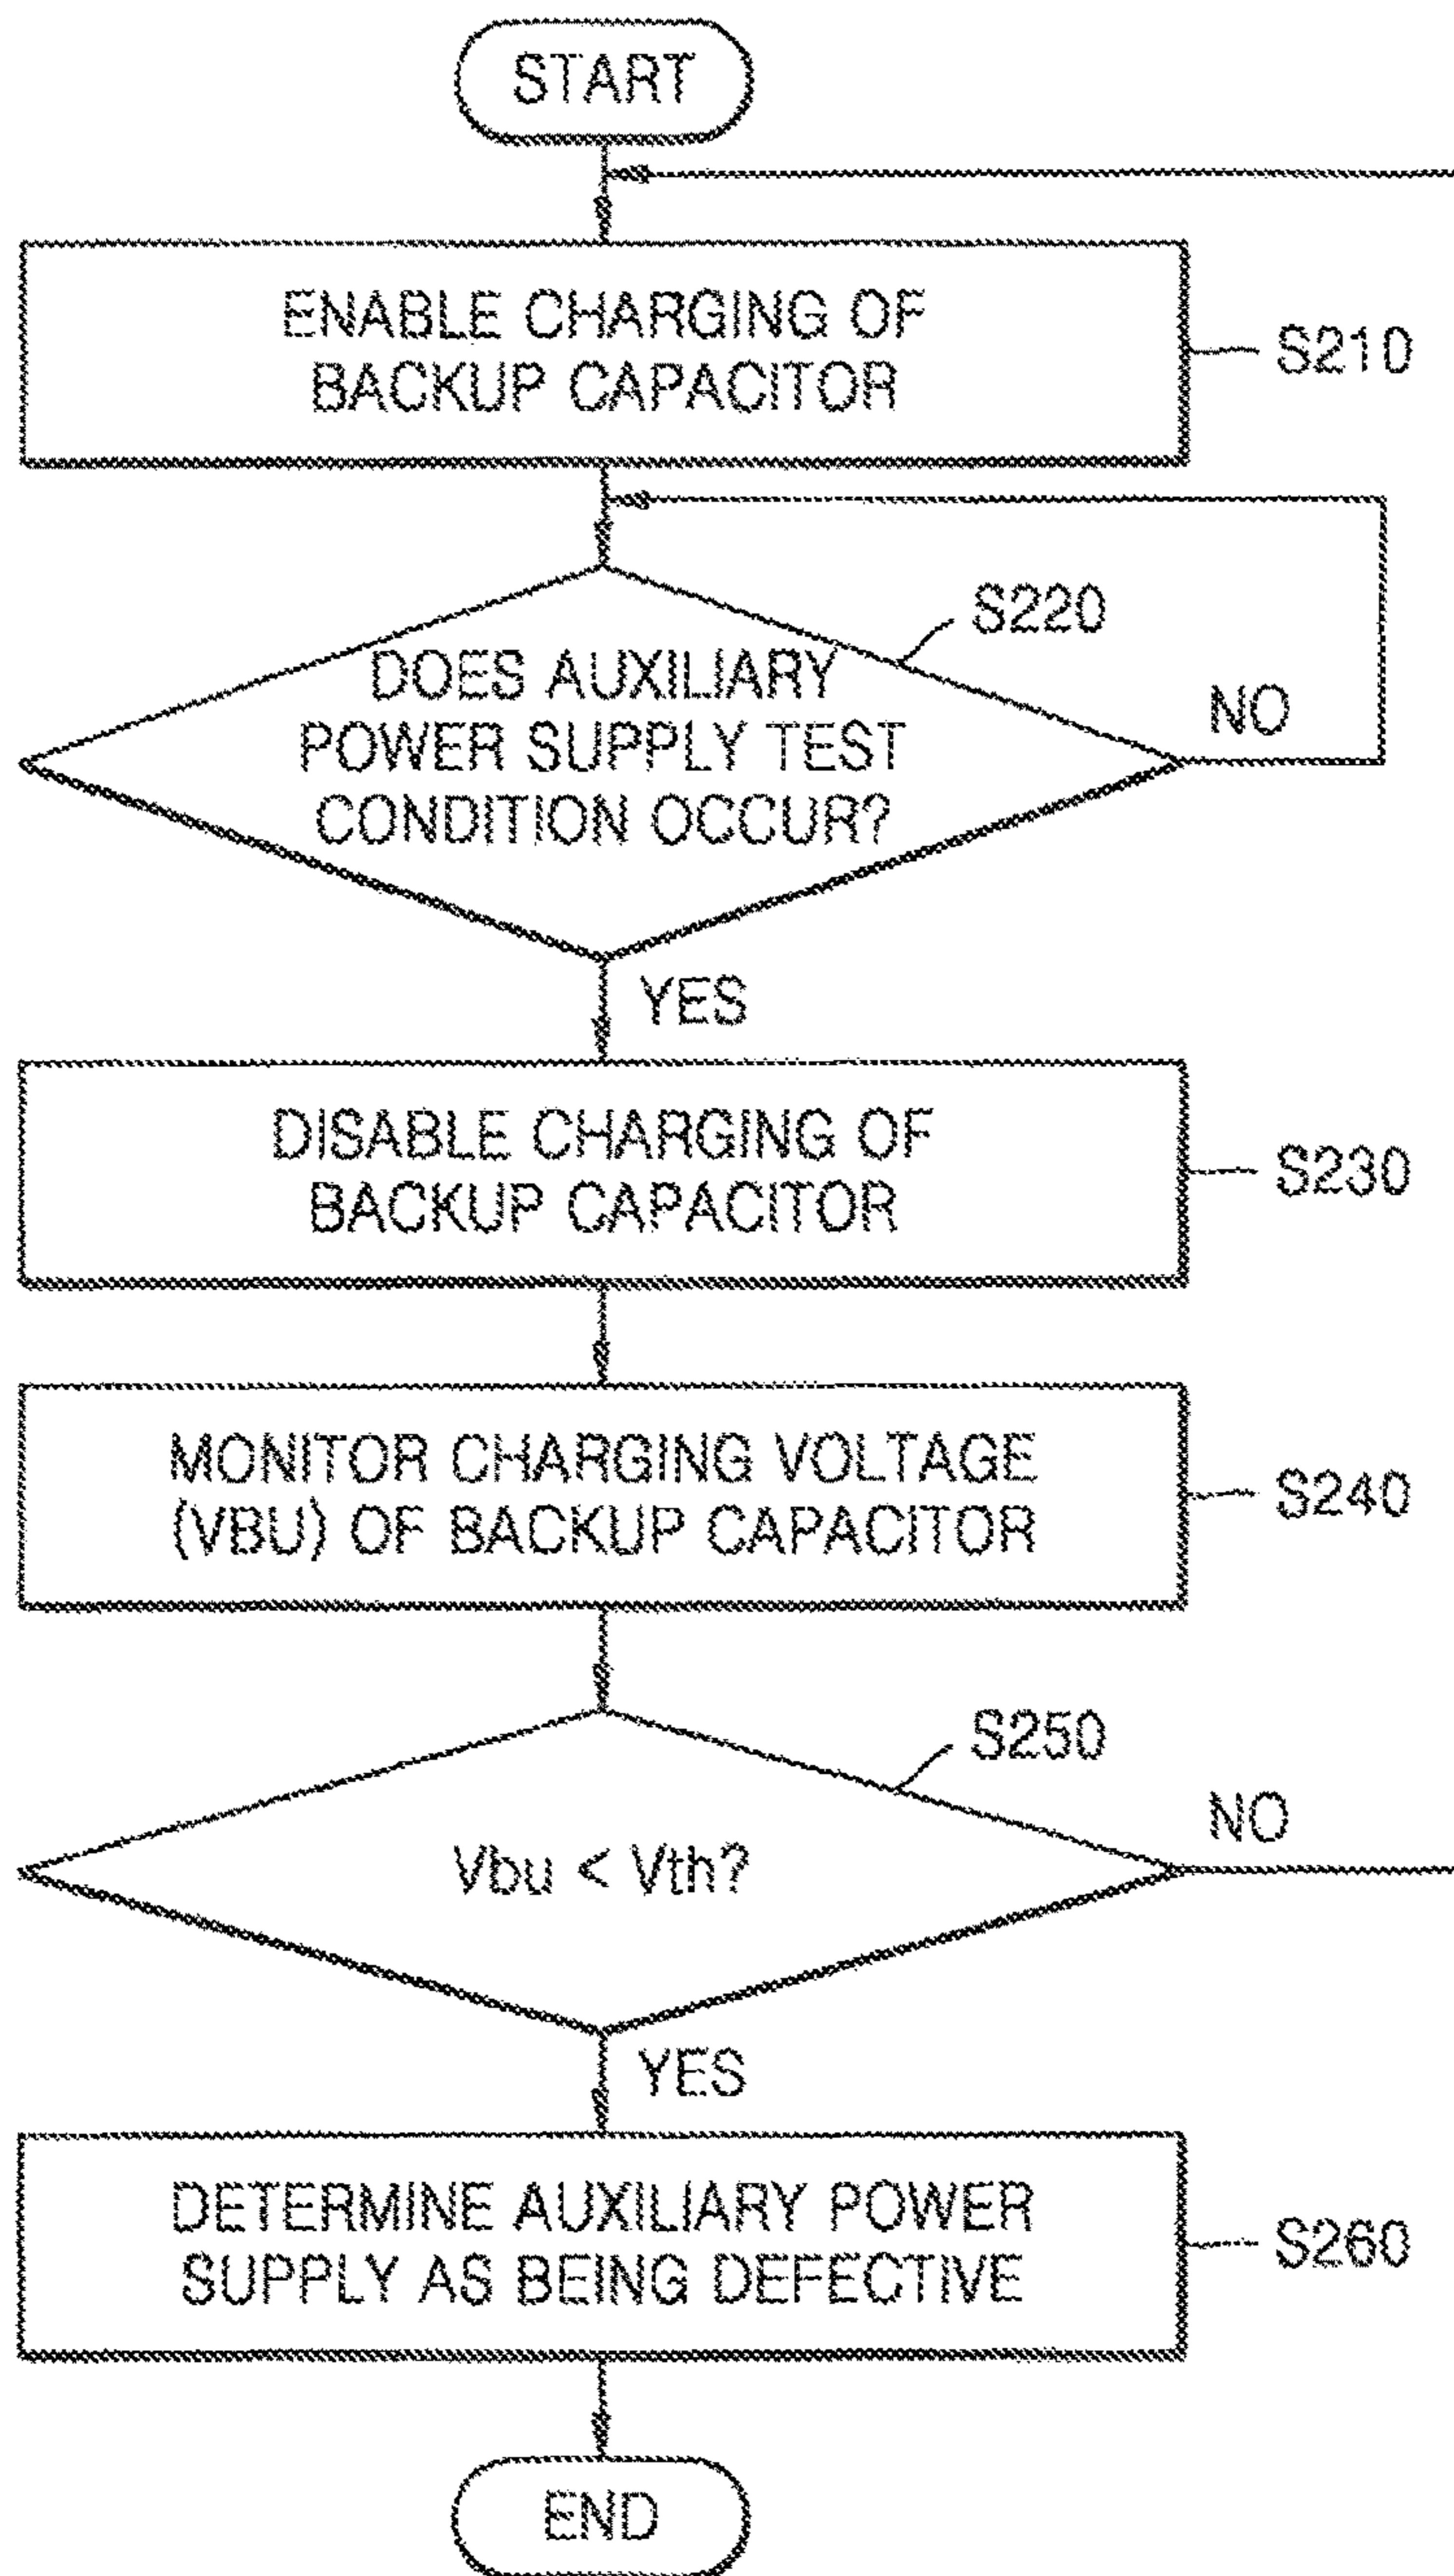 START
ENABLE CHARGING OF
BACKUP CAPACITOR
S210
S220
DOES AUXILIARY
POWER SUPPLY TEST
CONDITION OCCUR?
NO
YES
DISABLE CHARGING OF
BACKUP CAPACITOR
S230
MONITOR CHARGING VOLTAGE
(VBU) OF BACKUP CAPACITOR
S240
S250
Vbu < Vth?
NO
YES
DETERMINE AUXILIARY POWER
SUPPLY AS BEING DEFECTIVE
S260
END